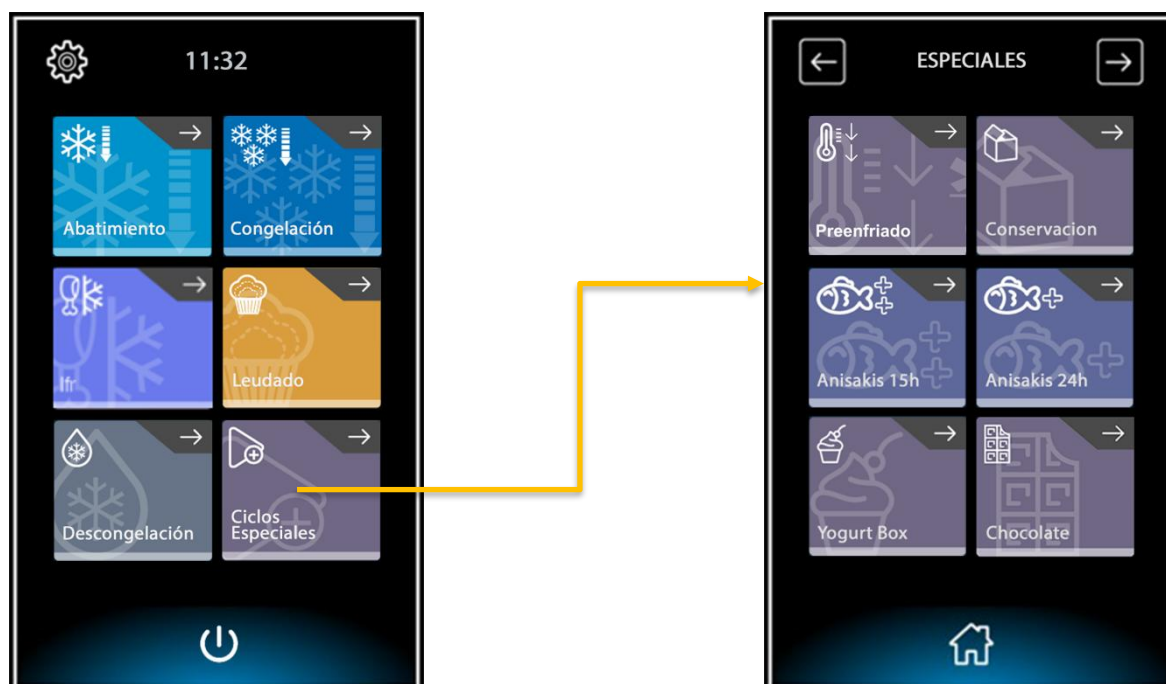 11:32
Abatimiento
Congelación
Ifr
Leudado
Descongelación
Ciclos
Especiales
ESPECIALES
Preenfriado
Conservacion
Anisakis 15h
Anisakis 24h
Yogurt Box
Chocolate